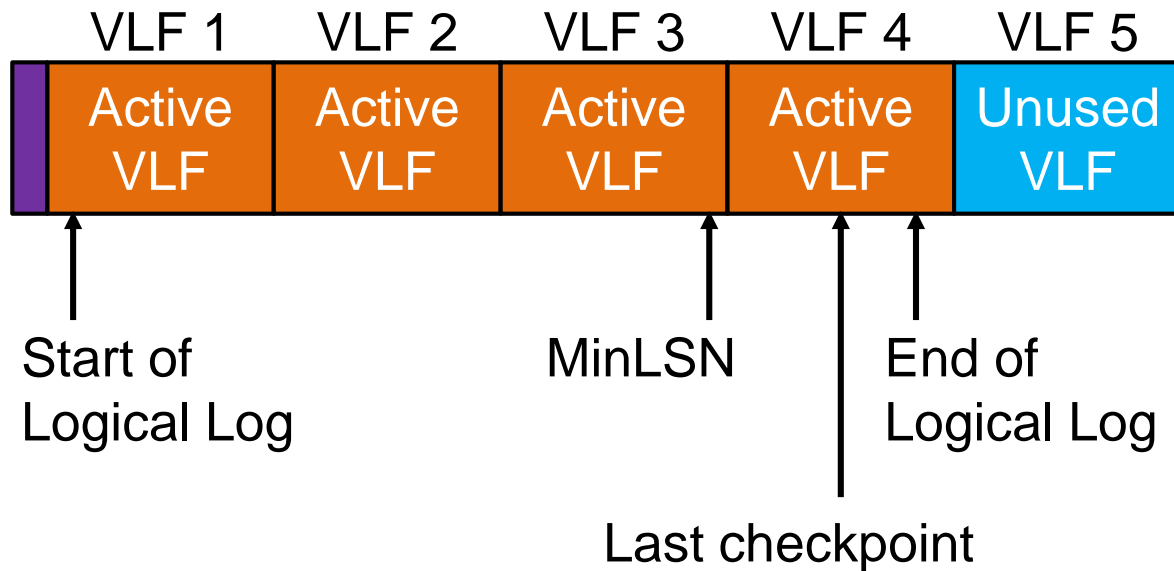 VLF 1 VLF 2 VLF 3 VLF 4 VLF 5
Active Active Active Active Unused
VLF VLF VLF VLF VLF
Start of MinLSN End of
Logical Log Logical Log
Last checkpoint